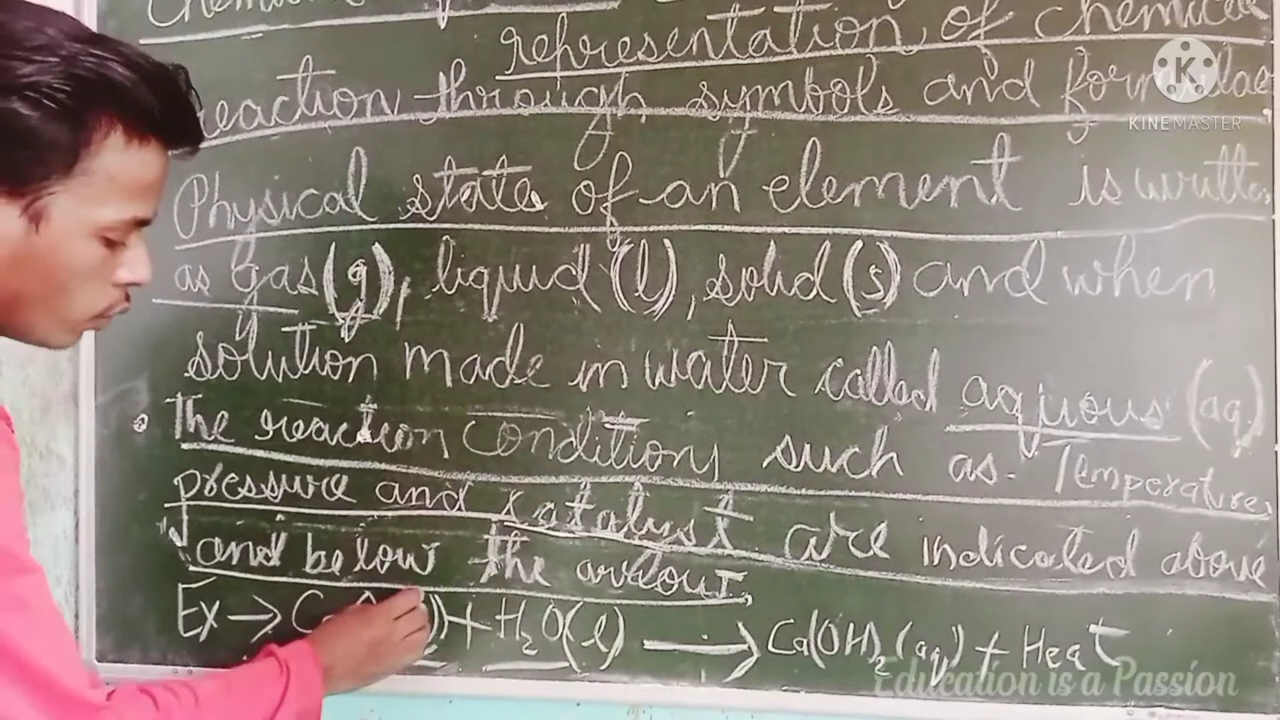 Chemical
representation of chemical
reaction through symbols and formulae
Physical state of an element is written
as gas (g), liquid (l), solid (s) and when
solution made in water called aquous (aq)
The reaction conditions such as Temperature,
pressure and catalyst are indicated above
and below the
Ex → + H₂O(l) ⟶ Ca(OH)₂(aq) + Heat
KINEMASTER
Education is a Passion